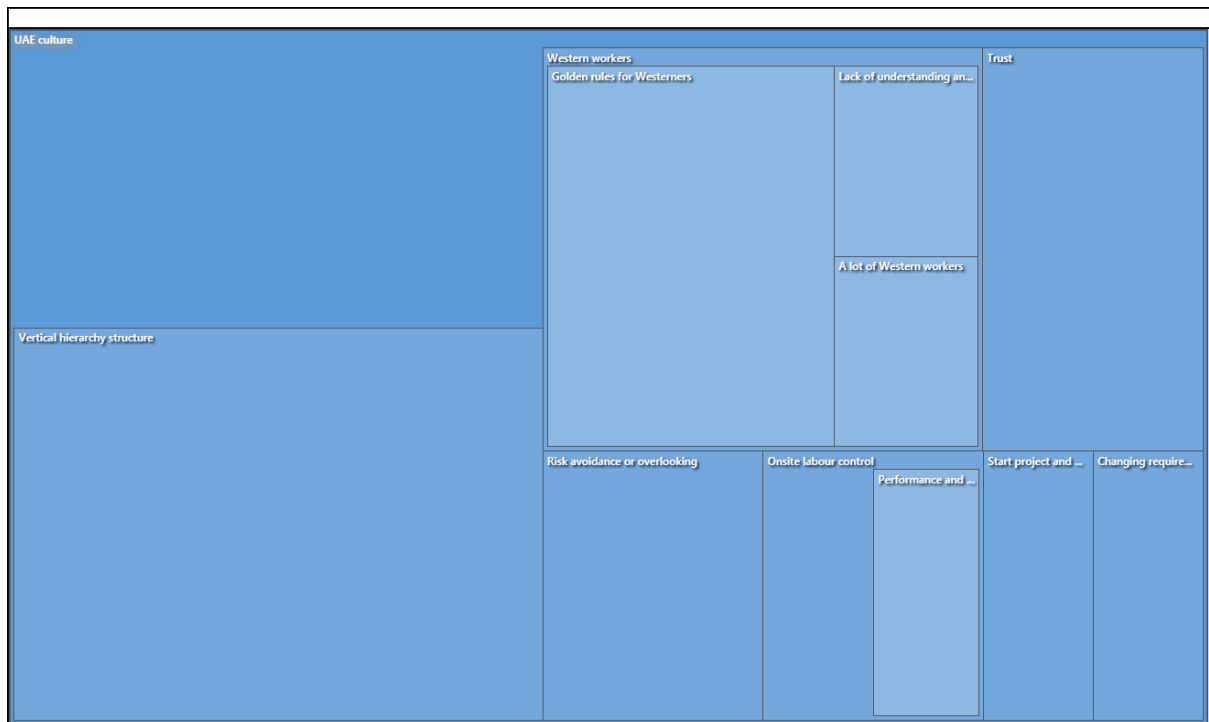 UAE culture
Western workers
Trust
Golden rules for Westerners
Lack of understanding an...
A lot of Western workers
Vertical hierarchy structure
Risk avoidance or overlooking
Onsite labour control
Start project and ...
Changing require...
Performance and ...